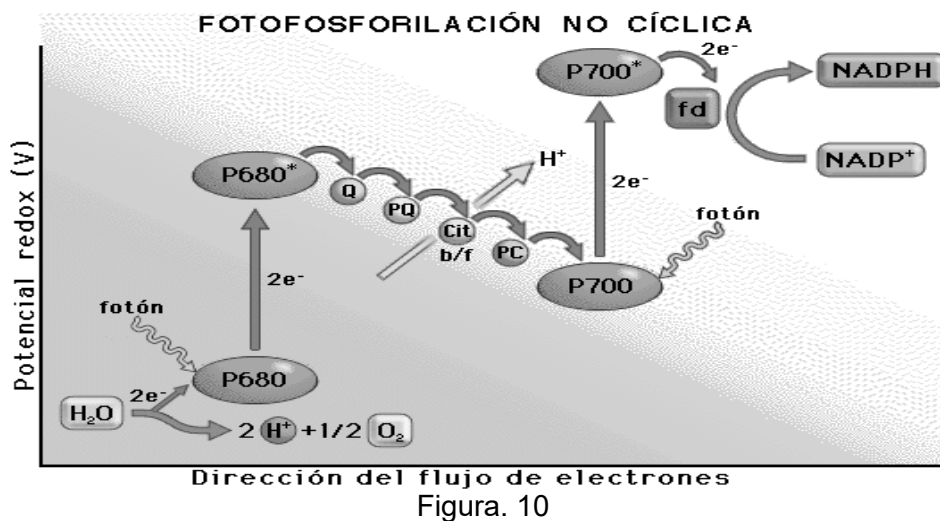 FOTOFOSFORILACIÓN NO CÍCLICA
2e-
P700*
NADPH
fd
H+
P680*
Q
2e-
NADP+
PQ
fotón
Cit
b/f
PC
2e-
P700
fotón
P680
2e-
H₂O
2 H+ +1/2 O₂
Potencial redox (V)
Dirección del flujo de electrones
Figura. 10